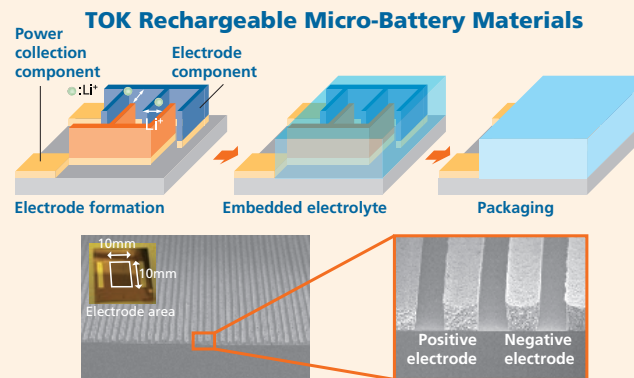 TOK Rechargeable Micro-Battery Materials
Power
collection
component
Electrode
component
:Li+
Li+
Electrode formation
Embedded electrolyte
Packaging
10mm
10mm
Electrode area
Positive
electrode
Negative
electrode